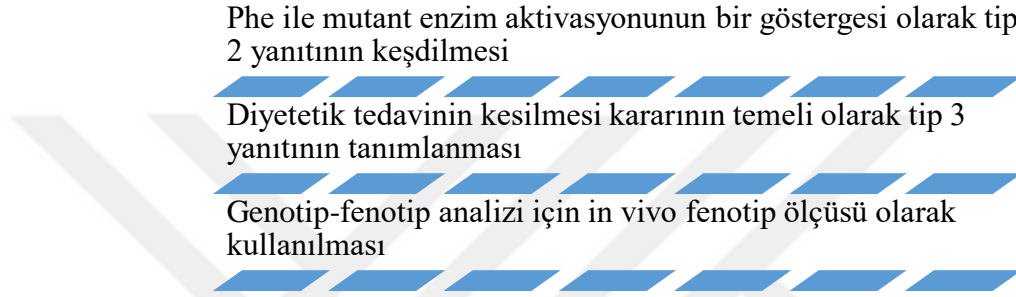 Phe ile mutant enzim aktivasyonunun bir göstergesi olarak tip
2 yanıtının keşdilmesi
Diyetetik tedavinin kesilmesi kararının temeli olarak tip 3
yanıtının tanımlanması
Genotip-fenotip analizi için in vivo fenotip ölçüsü olarak
kullanılması